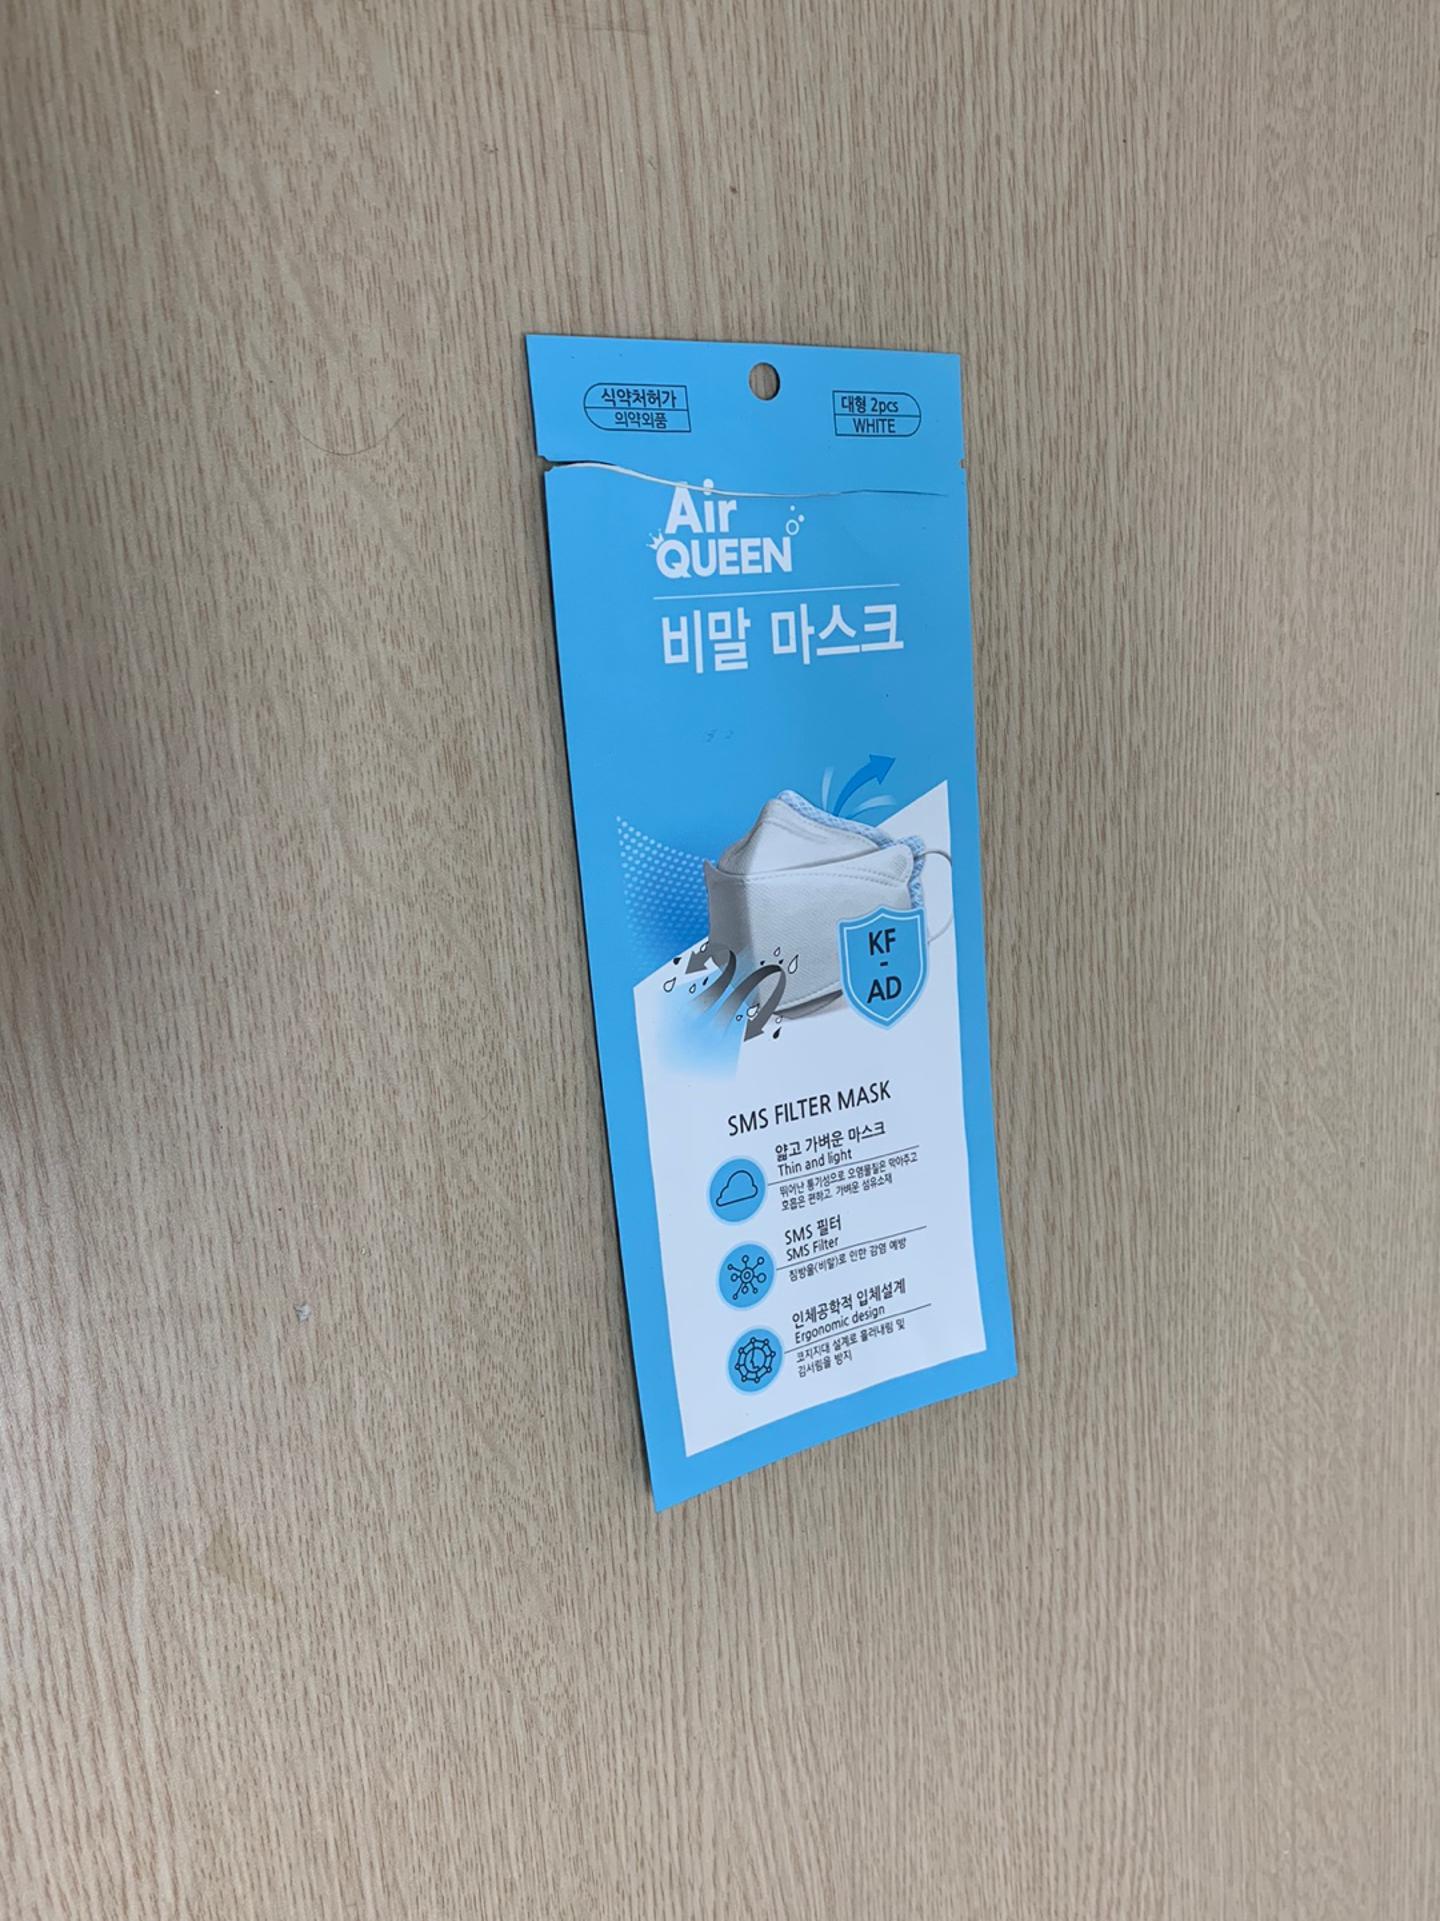 식약처허가
의약외품
대형 2pcs
WHITE
Air
QUEEN
비말 마스크
KF
-
AD
SMS FILTER MASK
얇고 가벼운 마스크
Thin and light
뛰어난 통기성으로 오염물질은 막아주고
호흡은 편하고, 가벼운 섬유소재
SMS 필터
SMS Filter
침방울(비말)로 인한 감염 예방
인체공학적 입체설계
Ergonomic design
코지지대 설계로 흘러내림 및
김서림을 방지